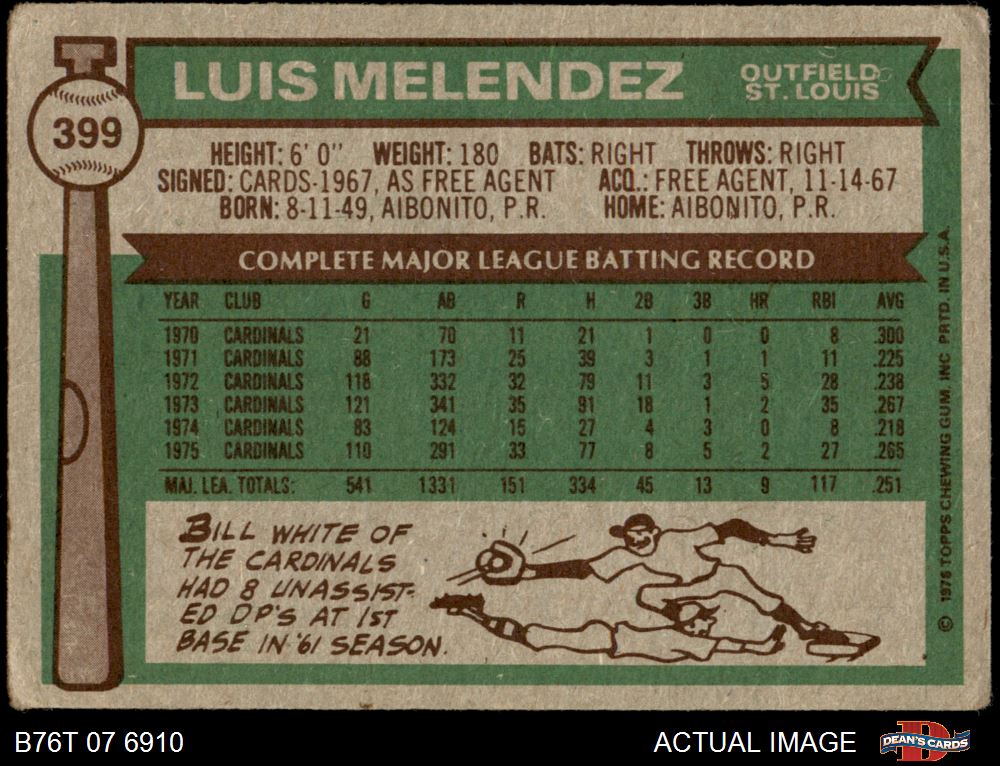 399
LUIS MELENDEZ
OUTFIELD
ST. LOUIS
HEIGHT: 6' 0" WEIGHT: 180 BATS: RIGHT THROWS: RIGHT
SIGNED: CARDS-1967, AS FREE AGENT ACQ.: FREE AGENT, 11-14-67
BORN: 8-11-49, AIBONITO, P.R. HOME: AIBONITO, P.R.
COMPLETE MAJOR LEAGUE BATTING RECORD
YEAR CLUB G AB R H 2B 3B HR RBI AVG
1970 CARDINALS 21 70 11 21 1 0 0 8 .300
1971 CARDINALS 88 173 25 39 3 1 1 11 .225
1972 CARDINALS 118 332 32 79 11 3 5 28 .238
1973 CARDINALS 121 341 35 91 18 1 2 35 .267
1974 CARDINALS 83 124 15 27 4 3 0 8 .218
1975 CARDINALS 110 291 33 77 8 5 2 27 .265
MAJ. LEA. TOTALS: 541 1331 151 334 45 13 9 117 .251
BILL WHITE OF
THE CARDINALS
HAD 8 UNASSIST-
ED DP'S AT 1ST
BASE IN '61 SEASON.
© 1976 TOPPS CHEWING GUM, INC PRTD. IN U.S.A.
B76T 07 6910
ACTUAL IMAGE
DEAN'S CARDS